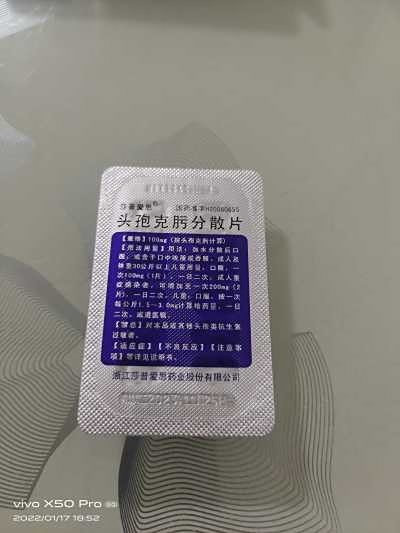 莎普爱思® 国药准字H20060655
头孢克肟分散片
【规格】100mg(按头孢克肟计算)
【用法用量】用法:加水分散后口
服,或含于口中吮服或吞服,成人及
体重30公斤以上儿童用量,口服,一
次100mg(1片),一日二次,成人重
症感染者,可增加至一次200mg(2
片),一日二次。儿童,口服,按一次
每公斤1.5-3.0mg计算给药量,一日
二次,或遵医嘱。
【禁忌】对本品或其他头孢类抗生素
过敏者。
【适应症】【不良反应】【注意事
项】等详见说明书。
浙江莎普爱思药业股份有限公司
vivo X50 Pro 5G
2022/01/17 18:52